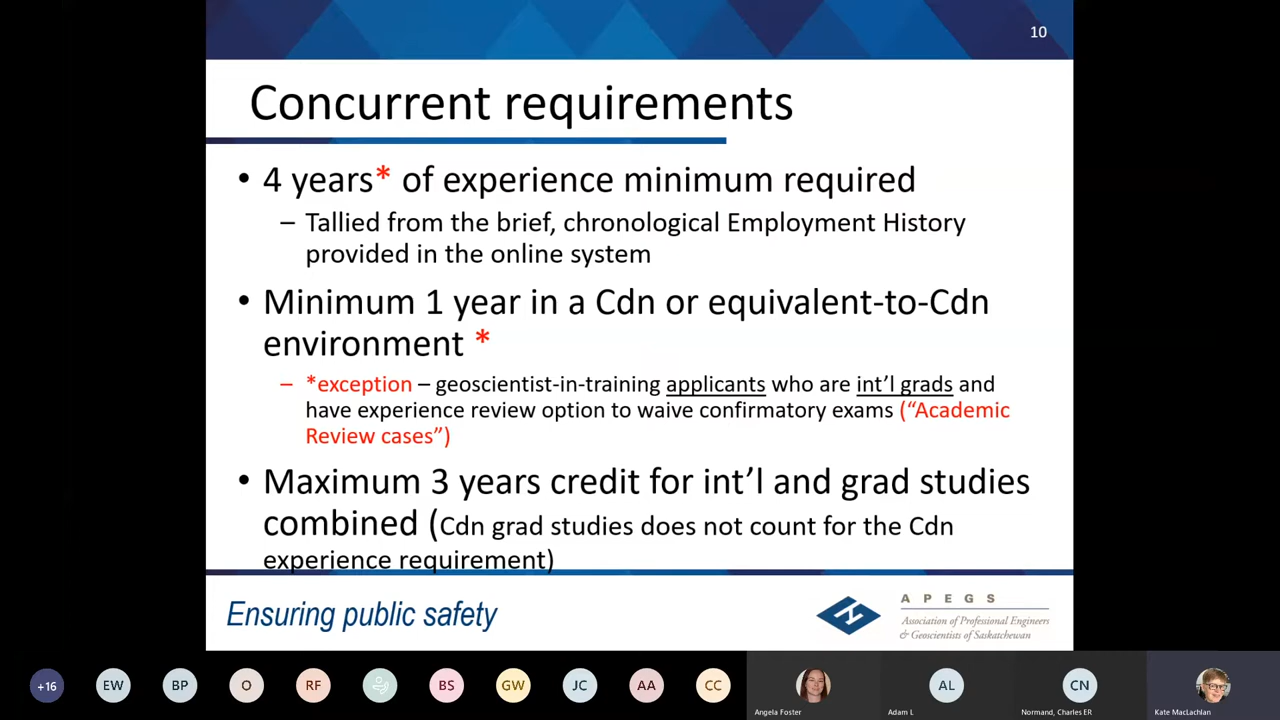 10
Concurrent requirements
• 4 years* of experience minimum required
– Tallied from the brief, chronological Employment History
provided in the online system
• Minimum 1 year in a Cdn or equivalent-to-Cdn
environment *
– *exception – geoscientist-in-training applicants who are int’l grads and
have experience review option to waive confirmatory exams (“Academic
Review cases”)
• Maximum 3 years credit for int’l and grad studies
combined (Cdn grad studies does not count for the Cdn
experience requirement)
Ensuring public safety
A P E G S
Association of Professional Engineers
& Geoscientists of Saskatchewan
+16 EW BP O RF BS GW JC AA CC AL CN
Angela Foster Adam L Normand, Charles ER Kate MacLachlan